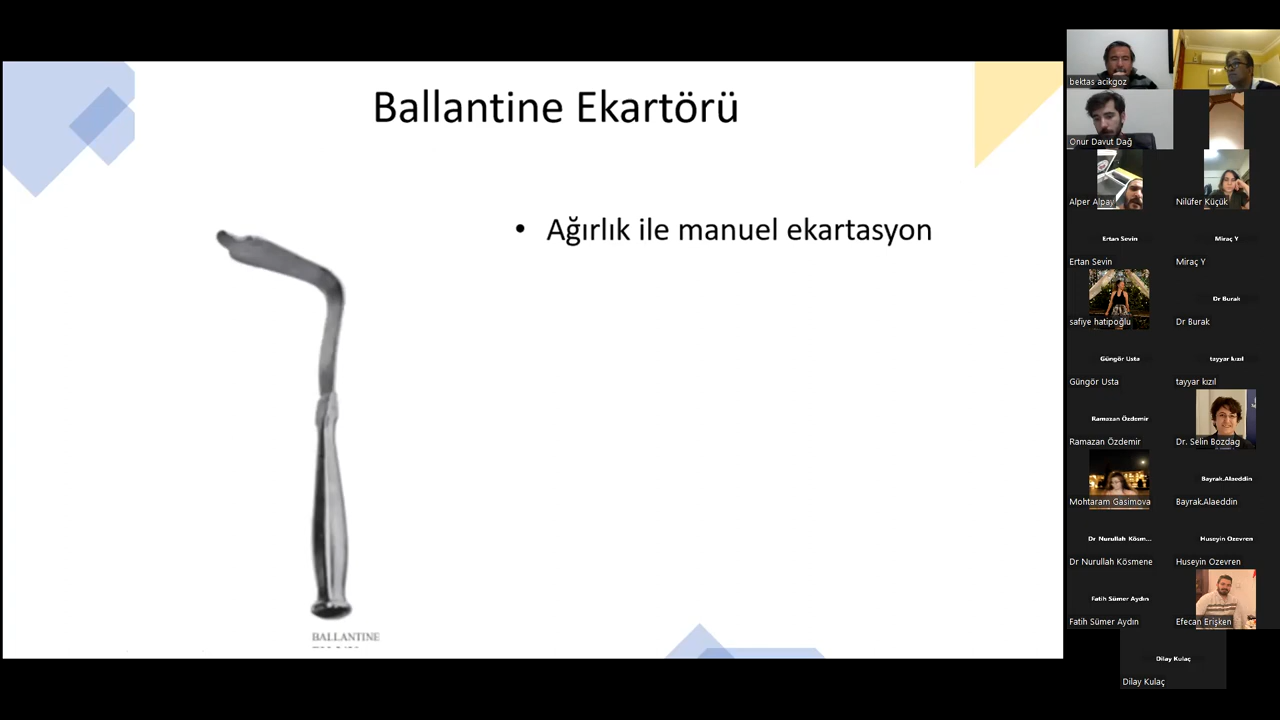 Ballantine Ekartörü
• Ağırlık ile manuel ekartasyon
BALLANTINE
bektas acikgoz
Onur Davut Dağ
Alper Alpay
Nilüfer Küçük
Ertan Sevin
Ertan Sevin
Miraç Y
Miraç Y
safiye hatipoğlu
Dr Burak
Dr Burak
Güngör Usta
Güngör Usta
tayyar kızıl
tayyar kızıl
Ramazan Özdemir
Ramazan Özdemir
Dr. Selin Bozdag
Mohtaram Gasimova
Bayrak.Alaeddin
Bayrak.Alaeddin
Dr Nurullah Kösm...
Dr Nurullah Kösmene
Huseyin Ozevren
Huseyin Ozevren
Fatih Sümer Aydın
Fatih Sümer Aydın
Efecan Erişken
Dilay Kulaç
Dilay Kulaç